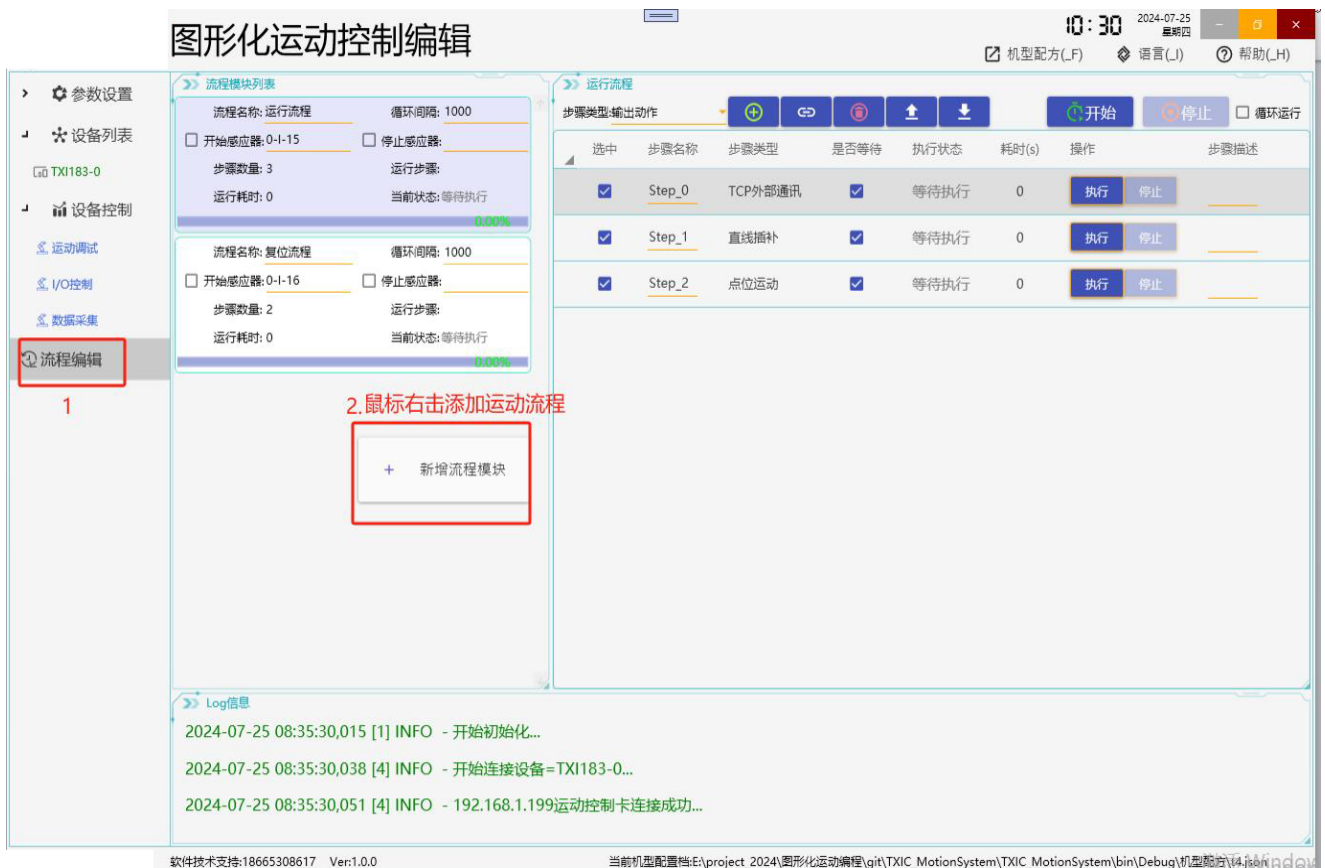 图形化运动控制编辑
10:30
2024-07-25
星期四
机型配方(_F) 语言(_I) 帮助(_H)
参数设置
设备列表
TXI183-0
设备控制
运动调试
I/O控制
数据采集
流程编辑
1
流程模块列表
流程名称: 运行流程 循环间隔: 1000
开始感应器: 0-I-15 停止感应器:
步骤数量: 3 运行步骤:
运行耗时: 0 当前状态: 等待执行
0.00%
流程名称: 复位流程 循环间隔: 1000
开始感应器: 0-I-16 停止感应器:
步骤数量: 2 运行步骤:
运行耗时: 0 当前状态: 等待执行
0.00%
2.鼠标右击添加运动流程
+ 新增流程模块
运行流程
步骤类型:输出动作 开始 停止 循环运行
选中 步骤名称 步骤类型 是否等待 执行状态 耗时(s) 操作 步骤描述
Step_0 TCP外部通讯 等待执行 0 执行 停止
Step_1 直线插补 等待执行 0 执行 停止
Step_2 点位运动 等待执行 0 执行 停止
Log信息
2024-07-25 08:35:30,015 [1] INFO - 开始初始化...
2024-07-25 08:35:30,038 [4] INFO - 开始连接设备=TXI183-0...
2024-07-25 08:35:30,051 [4] INFO - 192.168.1.199运动控制卡连接成功...
软件技术支持:18665308617 Ver:1.0.0 当前机型配置档:E:\project_2024\图形化运动编程\git\TXIC_MotionSystem\TXIC_MotionSystem\bin\Debug\机型配方\t4.json